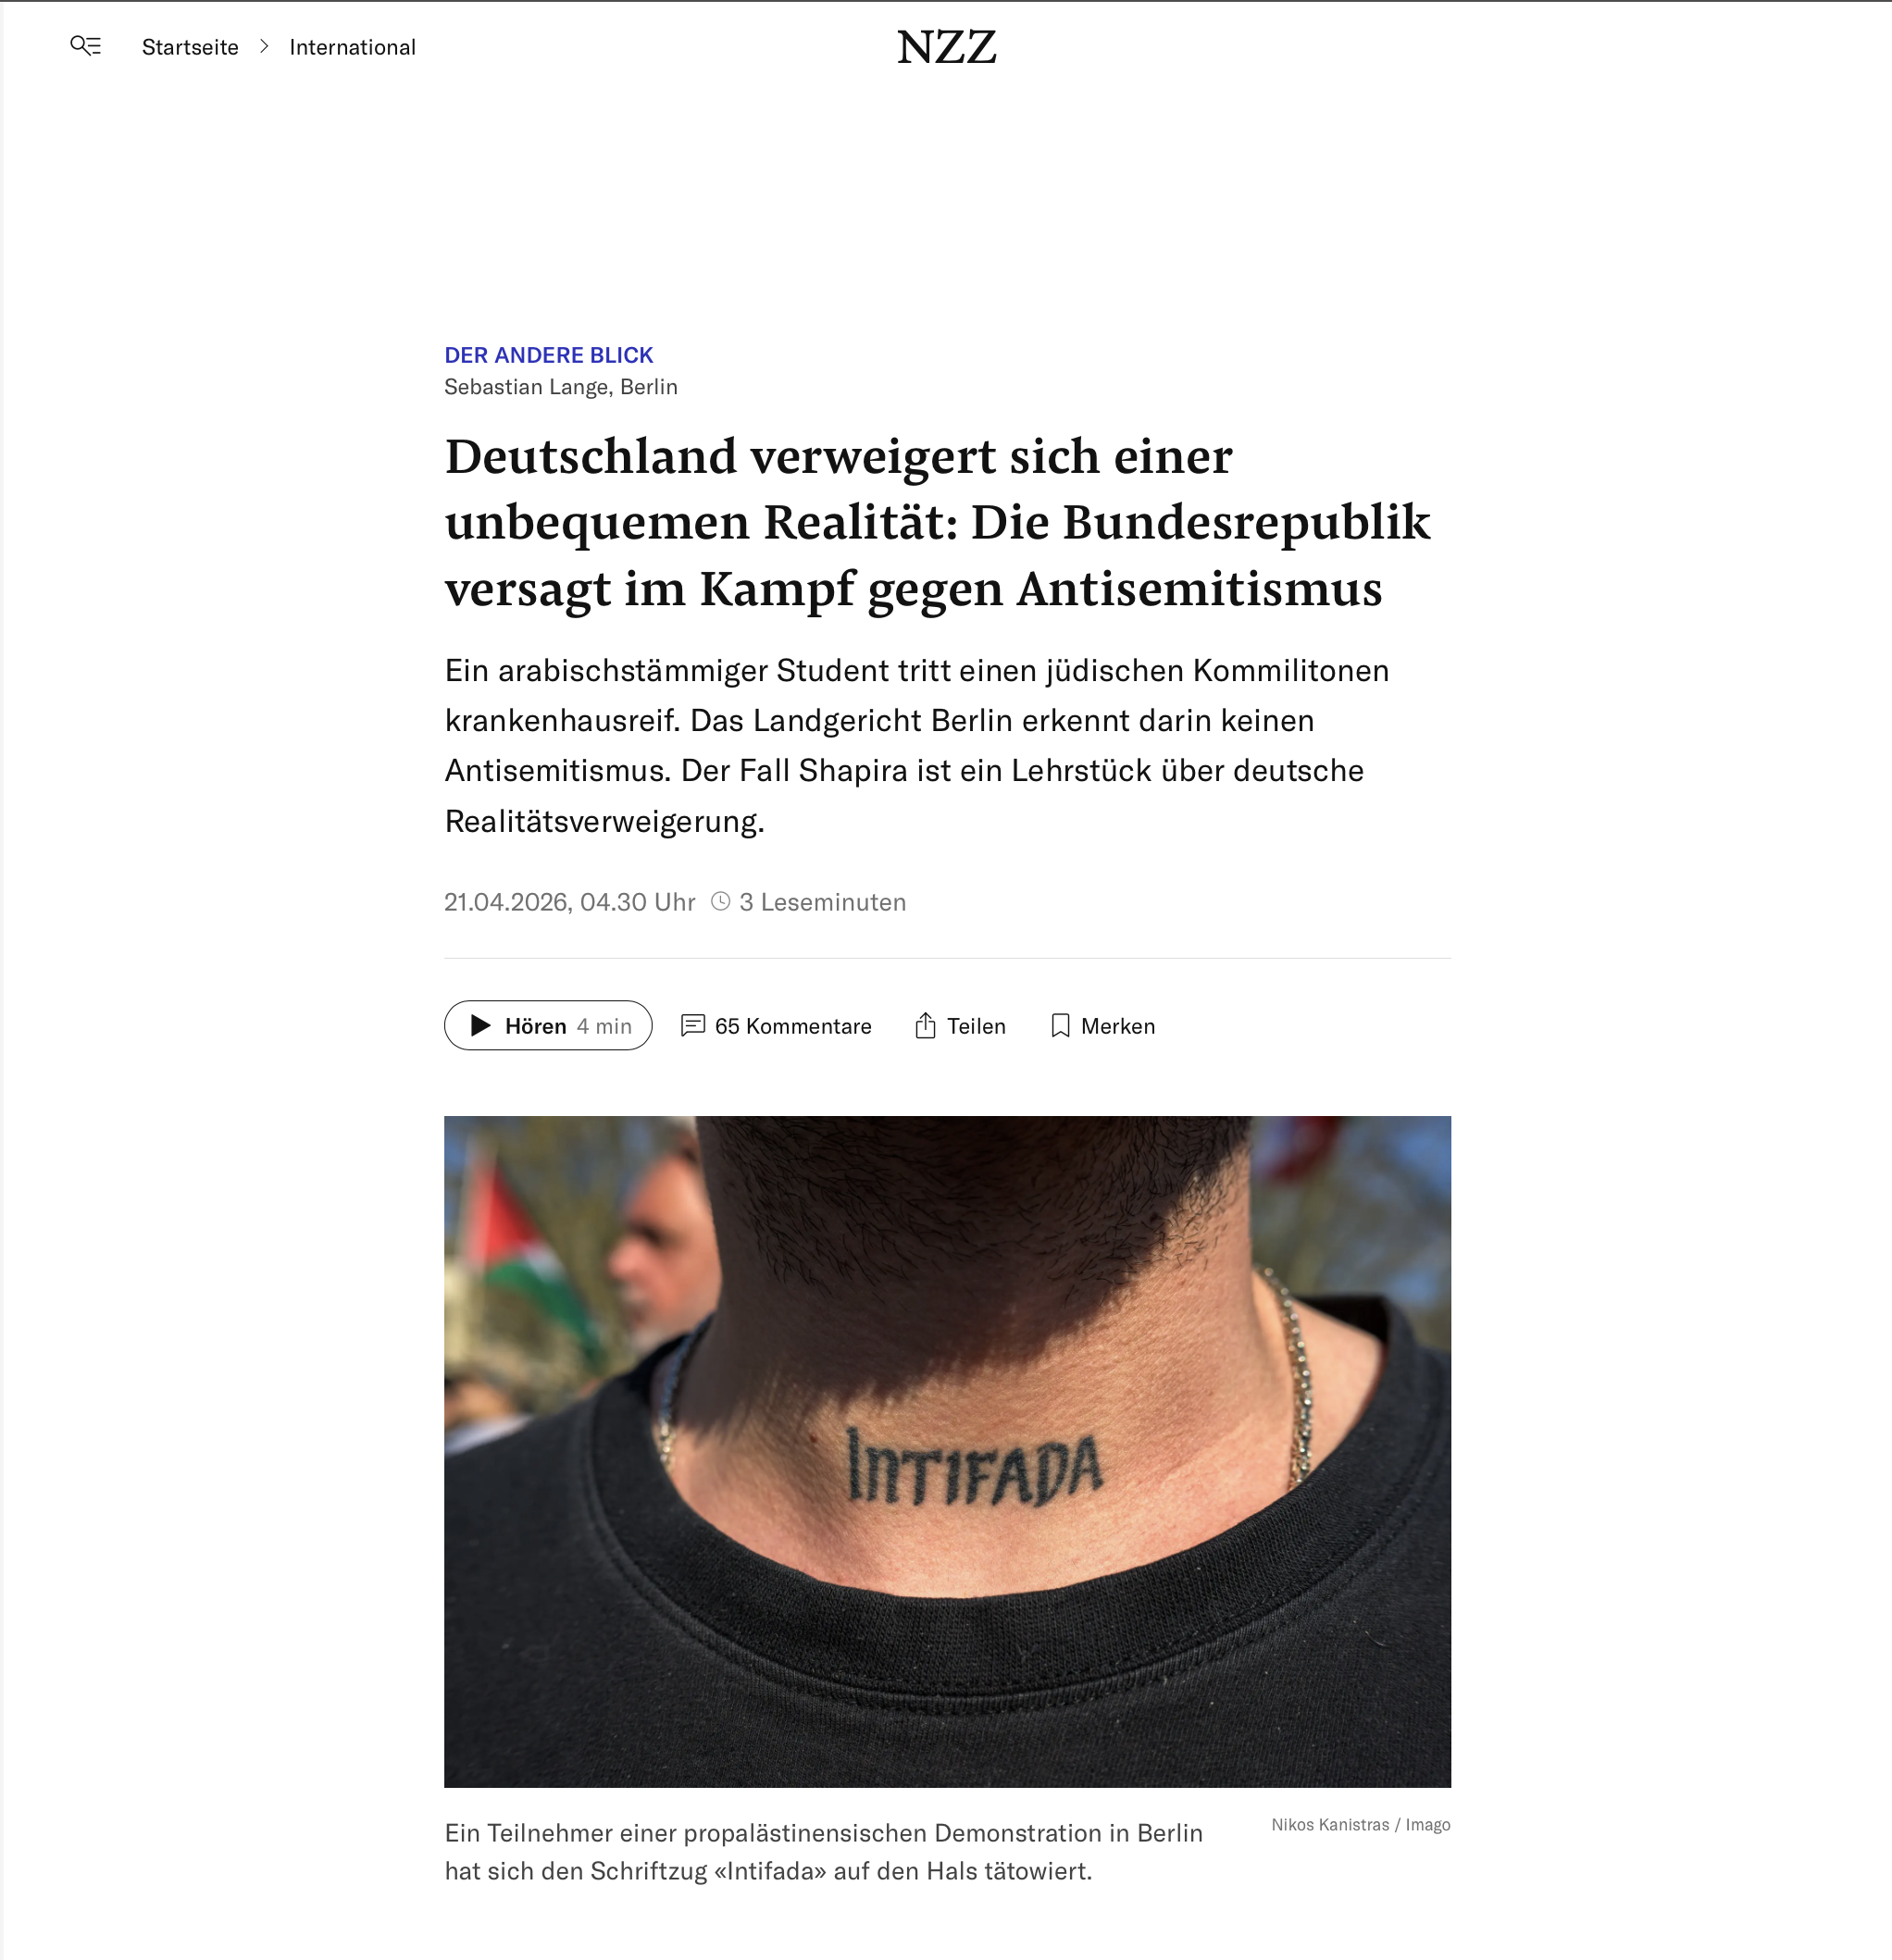 Startseite > International
NZZ
DER ANDERE BLICK
Sebastian Lange, Berlin
Deutschland verweigert sich einer
unbequemen Realität: Die Bundesrepublik
versagt im Kampf gegen Antisemitismus
Ein arabischstämmiger Student tritt einen jüdischen Kommilitonen
krankenhausreif. Das Landgericht Berlin erkennt darin keinen
Antisemitismus. Der Fall Shapira ist ein Lehrstück über deutsche
Realitätsverweigerung.
21.04.2026, 04.30 Uhr 3 Leseminuten
Hören 4 min 65 Kommentare Teilen Merken
INTIFADA
Ein Teilnehmer einer propalästinensischen Demonstration in Berlin
hat sich den Schriftzug «Intifada» auf den Hals tätowiert.
Nikos Kanistras / Imago